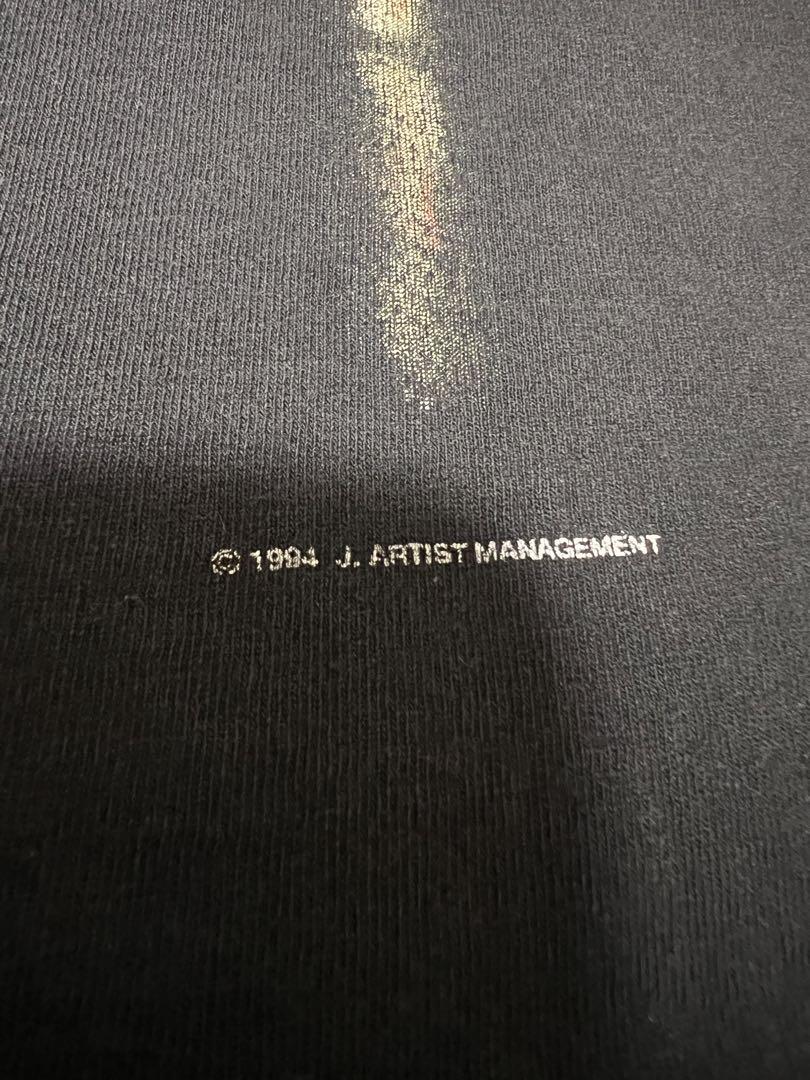 © 1994 J. ARTIST MANAGEMENT